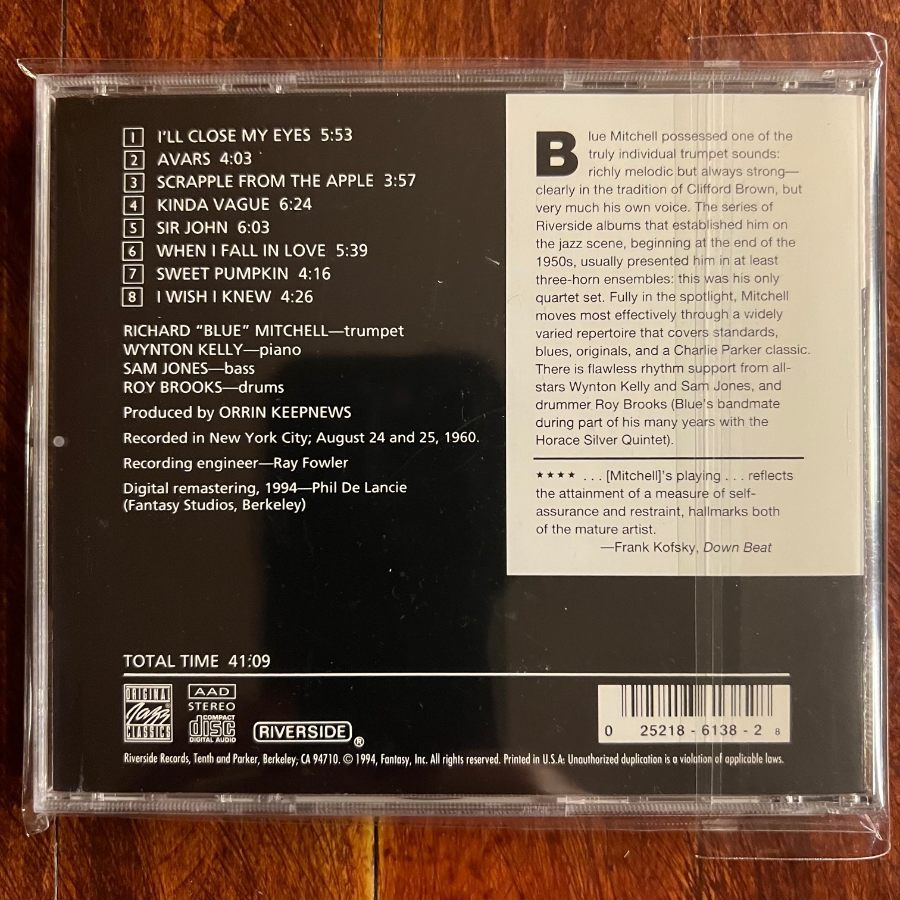 1 I'LL CLOSE MY EYES 5:53
2 AVARS 4:03
3 SCRAPPLE FROM THE APPLE 3:57
4 KINDA VAGUE 6:24
5 SIR JOHN 6:03
6 WHEN I FALL IN LOVE 5:39
7 SWEET PUMPKIN 4:16
8 I WISH I KNEW 4:26
RICHARD "BLUE" MITCHELL—trumpet
WYNTON KELLY—piano
SAM JONES—bass
ROY BROOKS—drums
Produced by ORRIN KEEPNEWS
Recorded in New York City; August 24 and 25, 1960.
Recording engineer—Ray Fowler
Digital remastering, 1994—Phil De Lancie
(Fantasy Studios, Berkeley)
Blue Mitchell possessed one of the
truly individual trumpet sounds:
richly melodic but always strong—
clearly in the tradition of Clifford Brown, but
very much his own voice. The series of
Riverside albums that established him on
the jazz scene, beginning at the end of the
1950s, usually presented him in at least
three-horn ensembles: this was his only
quartet set. Fully in the spotlight, Mitchell
moves most effectively through a widely
varied repertoire that covers standards,
blues, originals, and a Charlie Parker classic.
There is flawless rhythm support from all-
stars Wynton Kelly and Sam Jones, and
drummer Roy Brooks (Blue's bandmate
during part of his many years with the
Horace Silver Quintet).
★★★★ . . . [Mitchell]'s playing . . . reflects
the attainment of a measure of self-
assurance and restraint, hallmarks both
of the mature artist.
—Frank Kofsky, Down Beat
TOTAL TIME 41:09
ORIGINAL
Jazz
CLASSICS
AAD
STEREO
COMPACT
disc
DIGITAL AUDIO
RIVERSIDE ®
0 25218-6138-2 8
Riverside Records, Tenth and Parker, Berkeley, CA 94710. © 1994, Fantasy, Inc. All rights reserved. Printed in U.S.A. Unauthorized duplication is a violation of applicable laws.